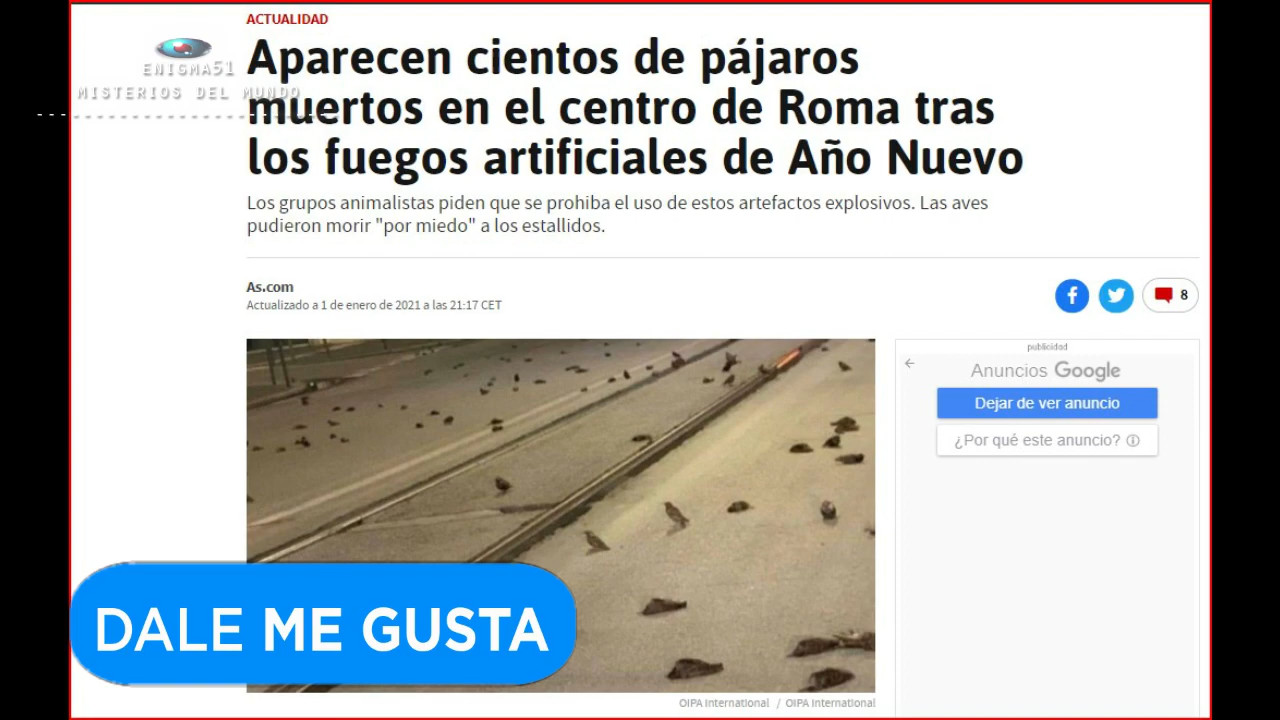 ACTUALIDAD
Aparecen cientos de pájaros
muertos en el centro de Roma tras
los fuegos artificiales de Año Nuevo
ENIGMA51
MISTERIOS DEL MUNDO
Los grupos animalistas piden que se prohiba el uso de estos artefactos explosivos. Las aves
pudieron morir "por miedo" a los estallidos.
As.com
Actualizado a 1 de enero de 2021 a las 21:17 CET
8
publicidad
Anuncios Google
Dejar de ver anuncio
¿Por qué este anuncio?
DALE ME GUSTA
OIPA International / OIPA International